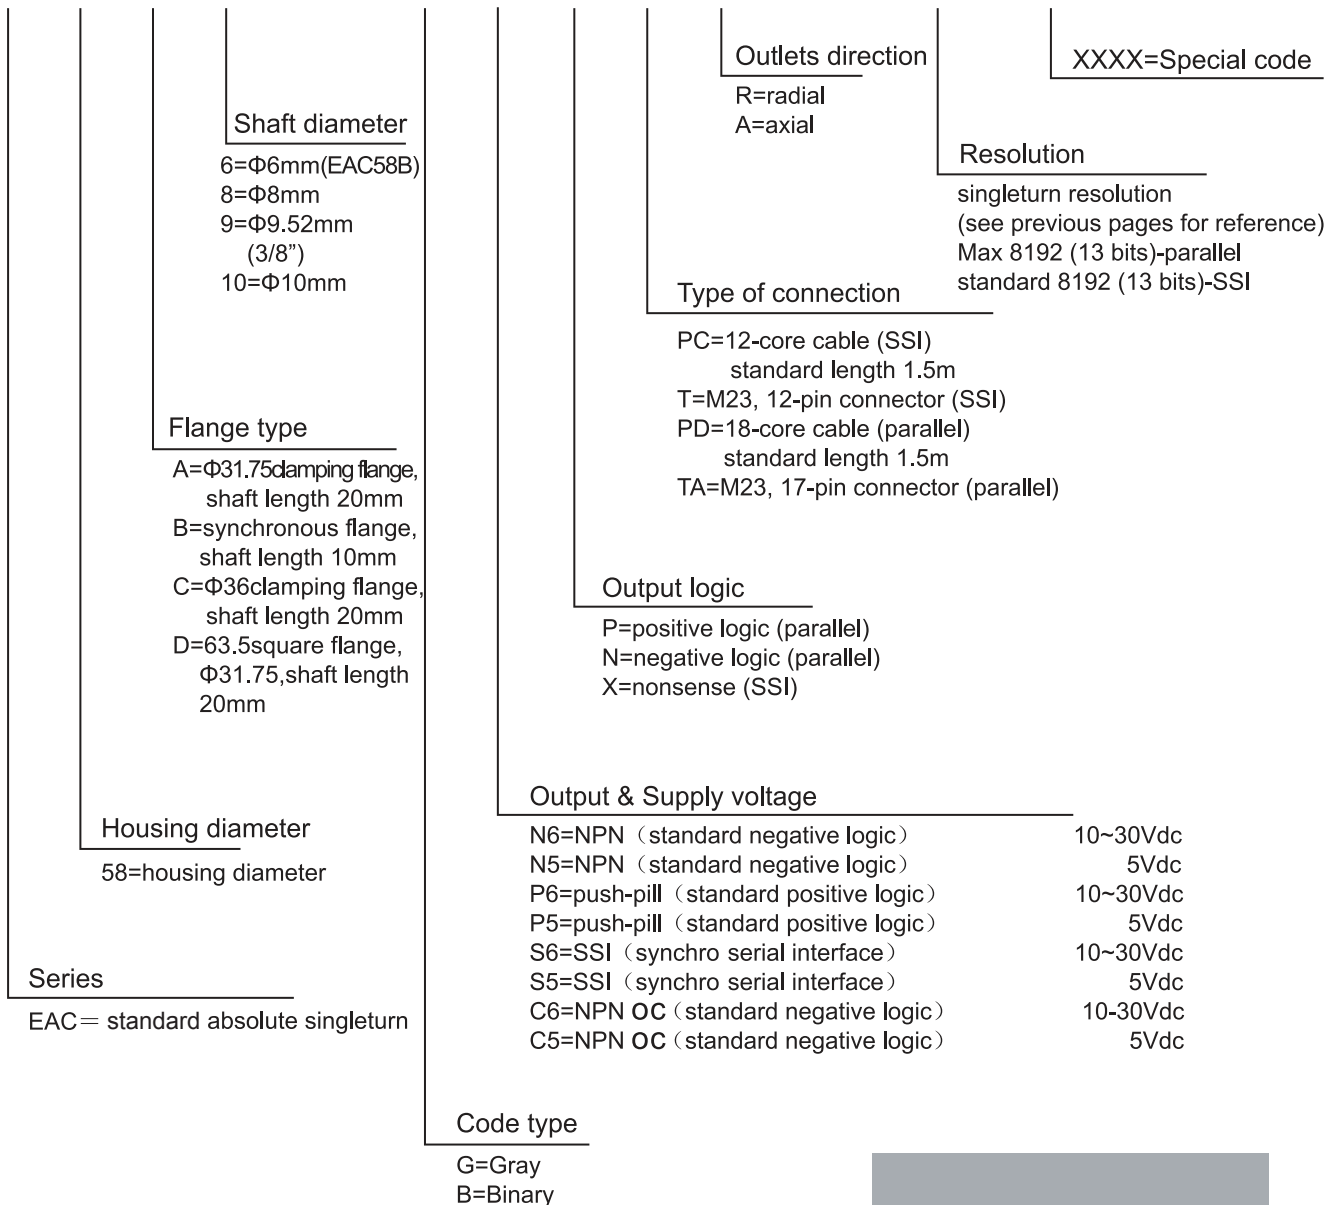 Outlets direction
R=radial
A=axial
XXXX=Special code
Shaft diameter
6=Φ6mm(EAC58B)
8=Φ8mm
9=Φ9.52mm
(3/8”)
10=Φ10mm
Resolution
singleturn resolution
(see previous pages for reference)
Max 8192 (13 bits)-parallel
standard 8192 (13 bits)-SSI
Type of connection
PC=12-core cable (SSI)
standard length 1.5m
T=M23, 12-pin connector (SSI)
PD=18-core cable (parallel)
standard length 1.5m
TA=M23, 17-pin connector (parallel)
Flange type
A=Φ31.75clamping flange,
shaft length 20mm
B=synchronous flange,
shaft length 10mm
C=Φ36clamping flange,
shaft length 20mm
D=63.5square flange,
Φ31.75,shaft length
20mm
Output logic
P=positive logic (parallel)
N=negative logic (parallel)
X=nonsense (SSI)
Output & Supply voltage
N6=NPN（standard negative logic） 10~30Vdc
N5=NPN（standard negative logic） 5Vdc
P6=push-pill（standard positive logic） 10~30Vdc
P5=push-pill（standard positive logic） 5Vdc
S6=SSI（synchro serial interface） 10~30Vdc
S5=SSI（synchro serial interface） 5Vdc
C6=NPN OC（standard negative logic） 10-30Vdc
C5=NPN OC（standard negative logic） 5Vdc
Housing diameter
58=housing diameter
Series
EAC＝ standard absolute singleturn
Code type
G=Gray
B=Binary